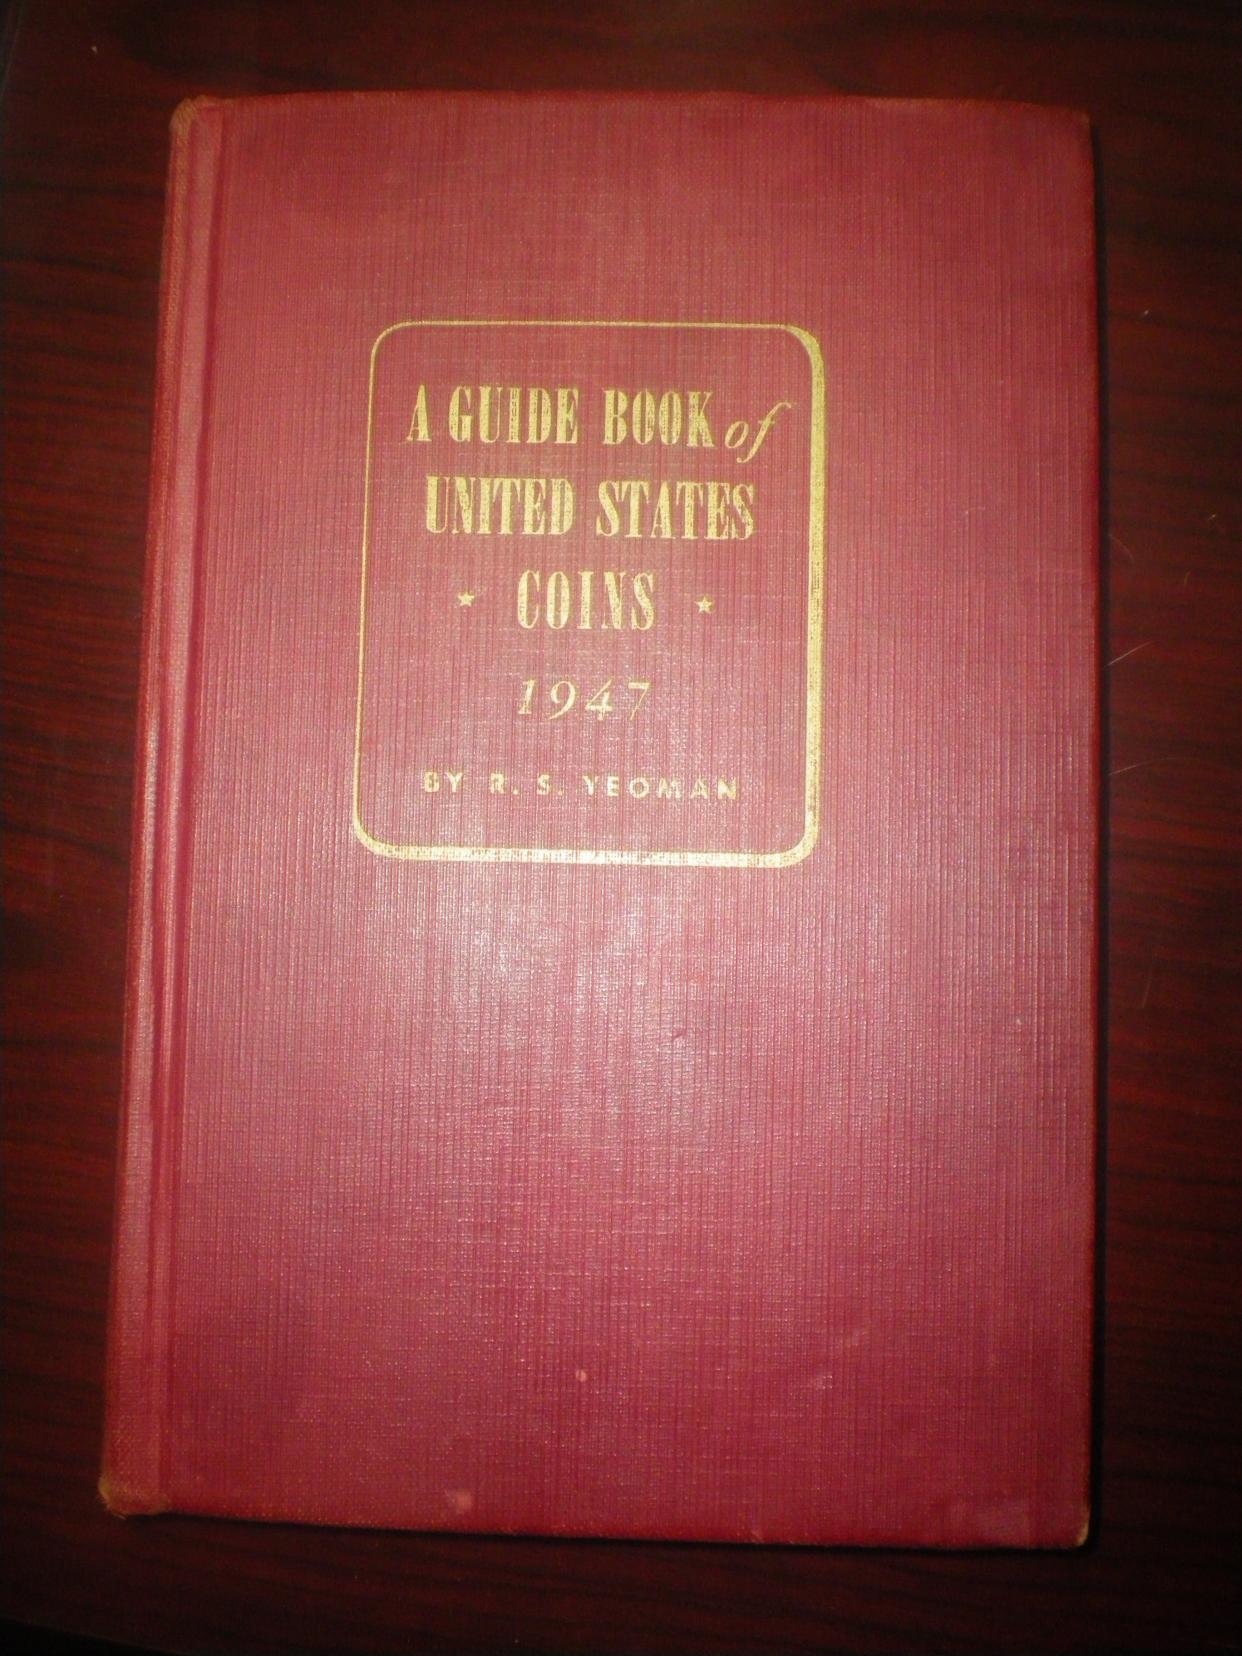 A GUIDE BOOK of
UNITED STATES
★ COINS ★
1947
BY R. S. YEOMAN